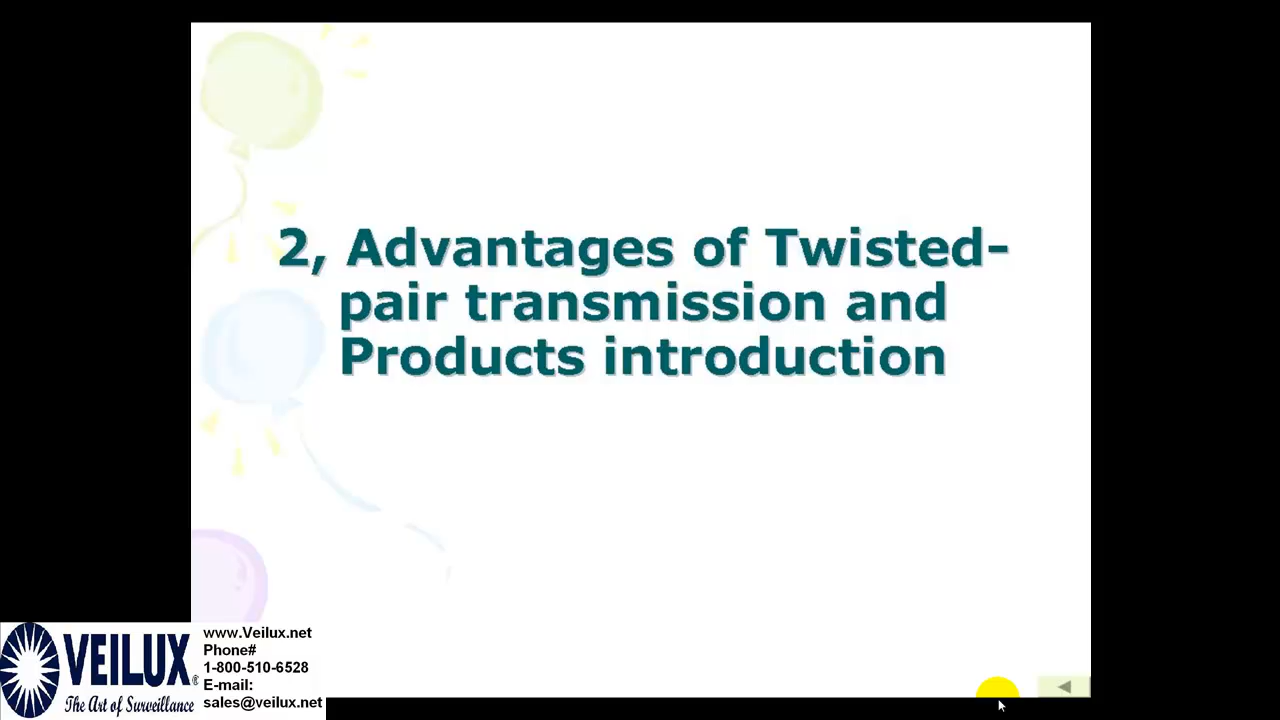 2, Advantages of Twisted-
pair transmission and
Products introduction
VEILUX®
The Art of Surveillance
www.Veilux.net
Phone#
1-800-510-6528
E-mail:
sales@veilux.net